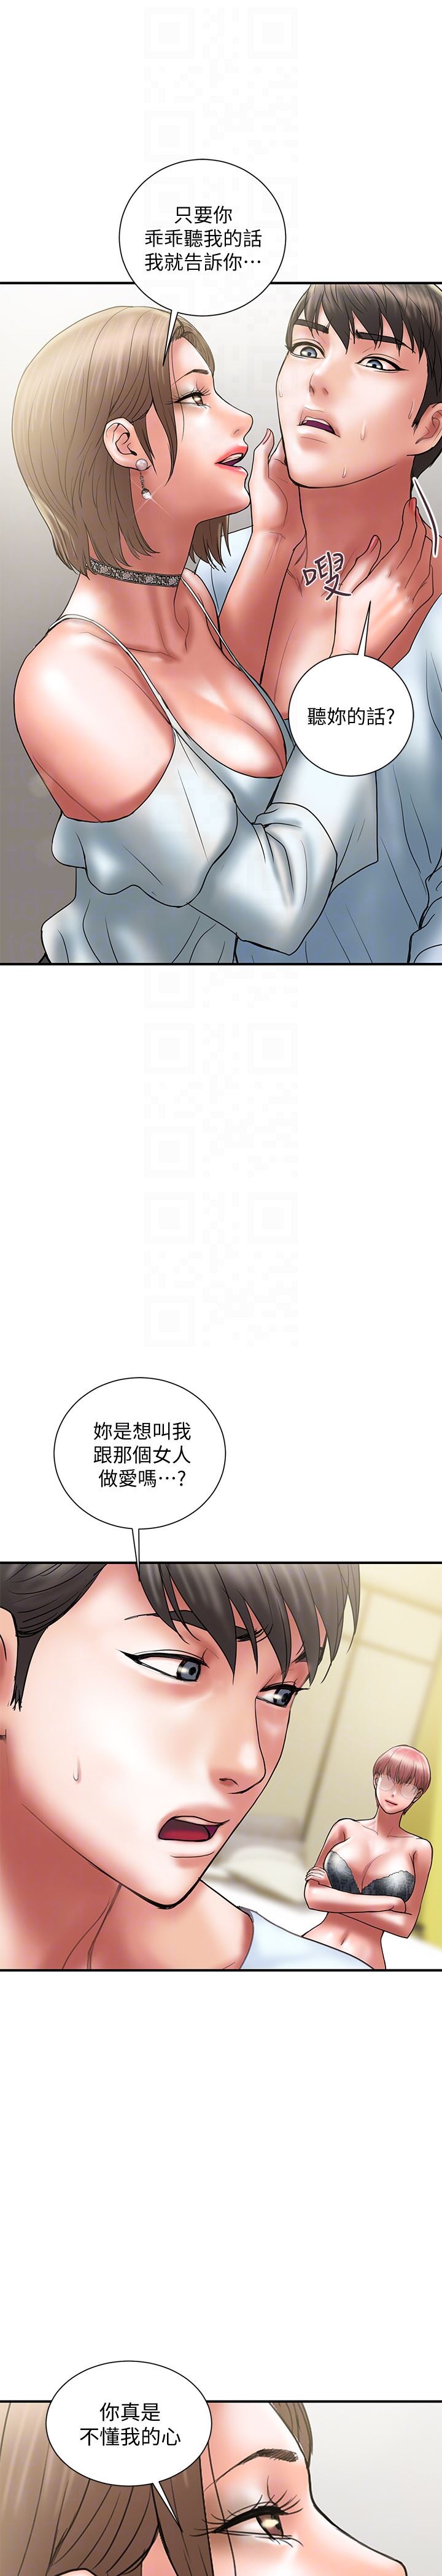 只要你
乖乖聽我的話
我就告訴你⋯
嗖
聽妳的話?
妳是想叫我
跟那個女人
做愛嗎⋯?
你真是
不懂我的心